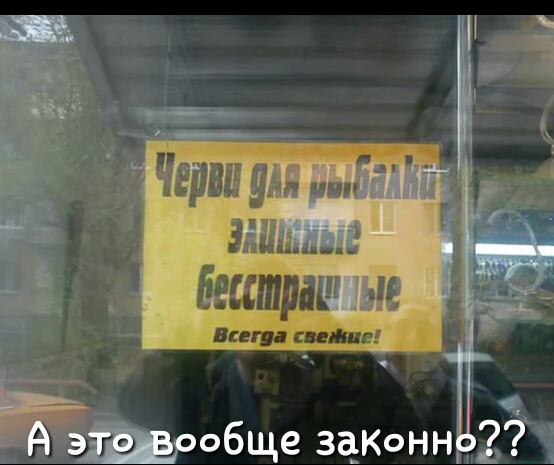 Черви для рыбалки
элитные
бесстрашные
Всегда свежие!
А это вообще законно??